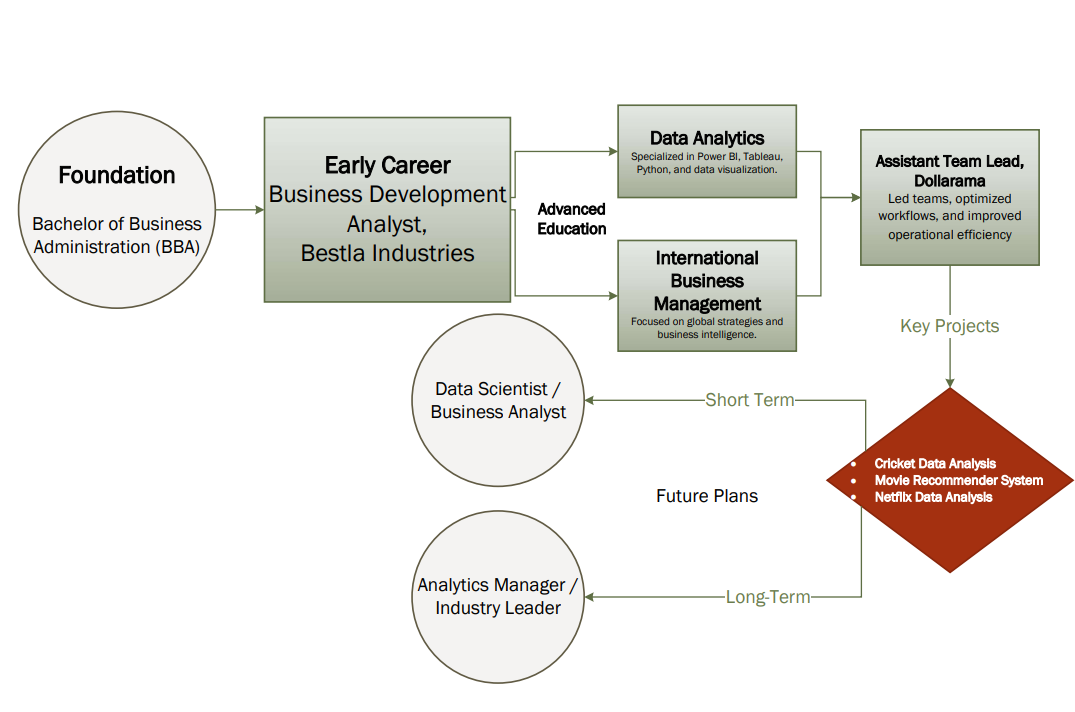 Foundation
Bachelor of Business
Administration (BBA)
Early Career
Business Development
Analyst,
Bestla Industries
Advanced
Education
Data Analytics
Specialized in Power BI, Tableau,
Python, and data visualization.
International
Business
Management
Focused on global strategies and
business intelligence.
Assistant Team Lead,
Dollarama
Led teams, optimized
workflows, and improved
operational efficiency
Key Projects
• Cricket Data Analysis
• Movie Recommender System
• Netflix Data Analysis
Short Term
Data Scientist /
Business Analyst
Future Plans
Long-Term
Analytics Manager /
Industry Leader